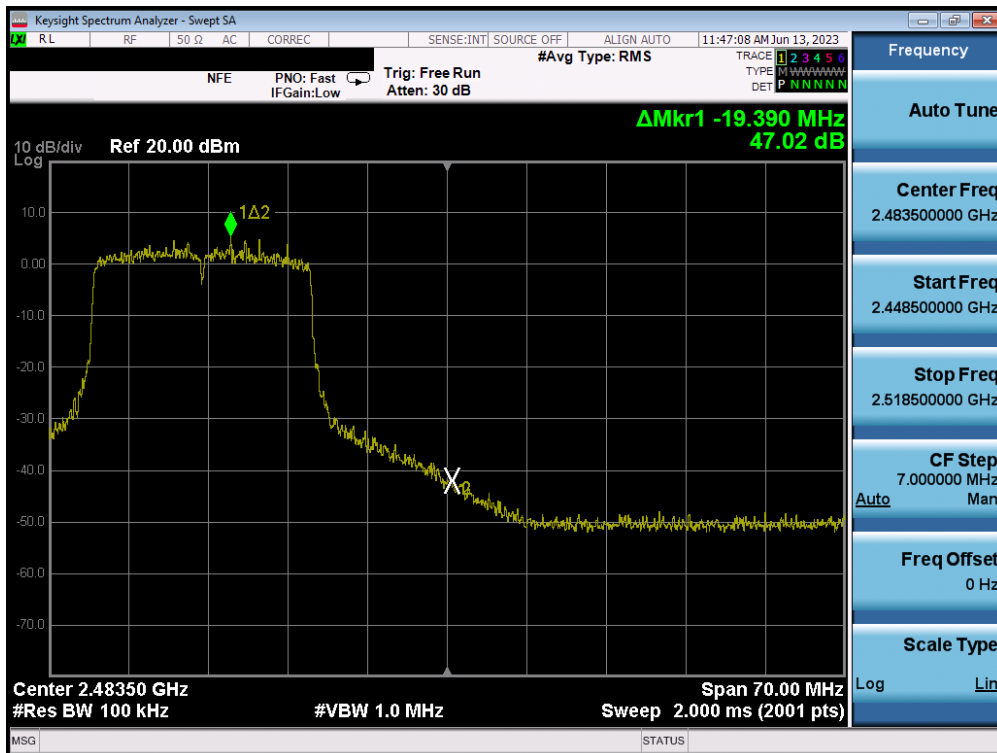 Keysight Spectrum Analyzer - Swept SA
LXI RL RF 50 Ω AC CORREC SENSE:INT SOURCE OFF ALIGN AUTO 11:47:08 AM Jun 13, 2023
NFE PNO: Fast Trig: Free Run #Avg Type: RMS TRACE 1 2 3 4 5 6
IFGain:Low Atten: 30 dB TYPE M WWWWW
DET P N N N N N
ΔMkr1 -19.390 MHz
47.02 dB
10 dB/div Ref 20.00 dBm
Log
10.0
0.00
-10.0
-20.0
-30.0
-40.0
-50.0
-60.0
-70.0
1Δ2
Center 2.48350 GHz Span 70.00 MHz
#Res BW 100 kHz #VBW 1.0 MHz Sweep 2.000 ms (2001 pts)
MSG STATUS
Frequency
Auto Tune
Center Freq
2.483500000 GHz
Start Freq
2.448500000 GHz
Stop Freq
2.518500000 GHz
CF Step
7.000000 MHz
Auto Man
Freq Offset
0 Hz
Scale Type
Log Lin